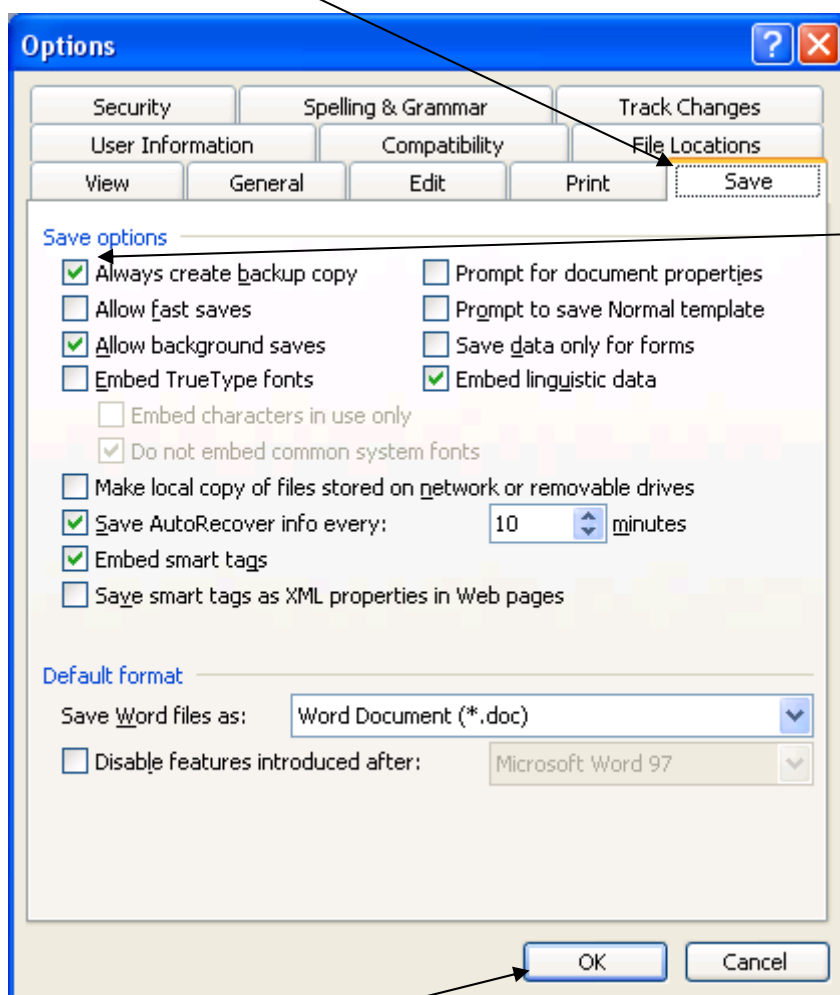 Options
Security Spelling & Grammar Track Changes
User Information Compatibility File Locations
View General Edit Print Save
Save options
Always create backup copy Prompt for document properties
Allow fast saves Prompt to save Normal template
Allow background saves Save data only for forms
Embed TrueType fonts Embed linguistic data
Embed characters in use only
Do not embed common system fonts
Make local copy of files stored on network or removable drives
Save AutoRecover info every: 10 minutes
Embed smart tags
Save smart tags as XML properties in Web pages
Default format
Save Word files as: Word Document (*.doc)
Disable features introduced after: Microsoft Word 97
OK Cancel